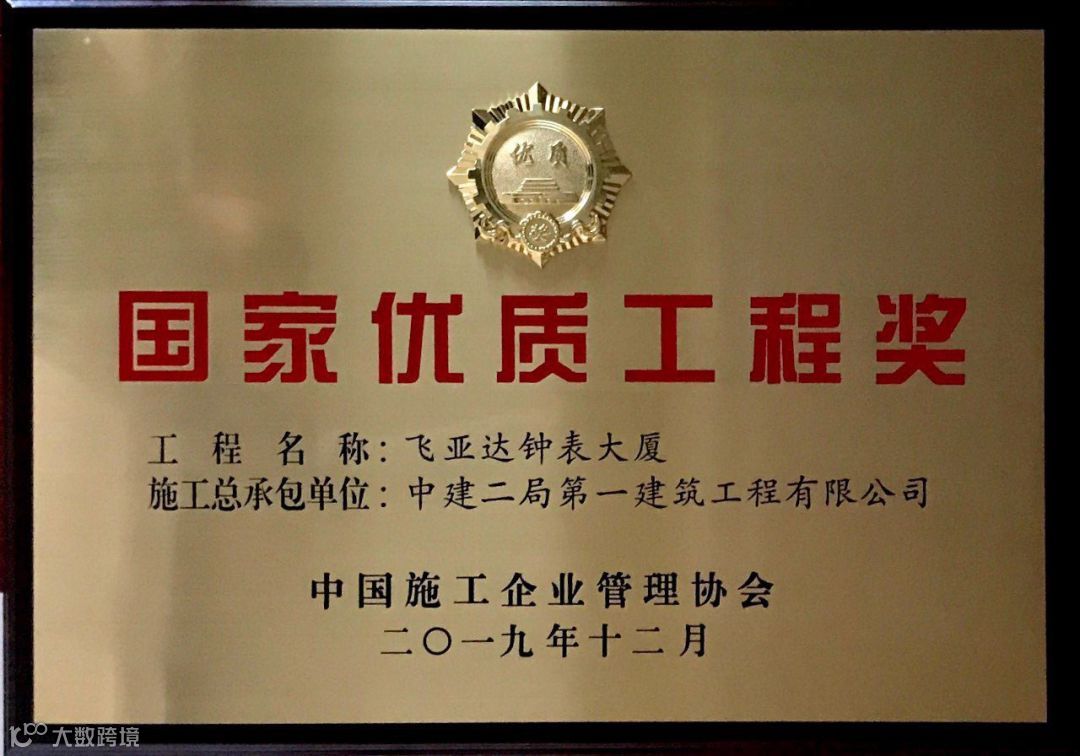 优质
奖
国家优质工程奖
工程名称：飞亚达钟表大厦
施工总承包单位：中建二局第一建筑工程有限公司
中国施工企业管理协会
二〇一九年十二月
大数跨境